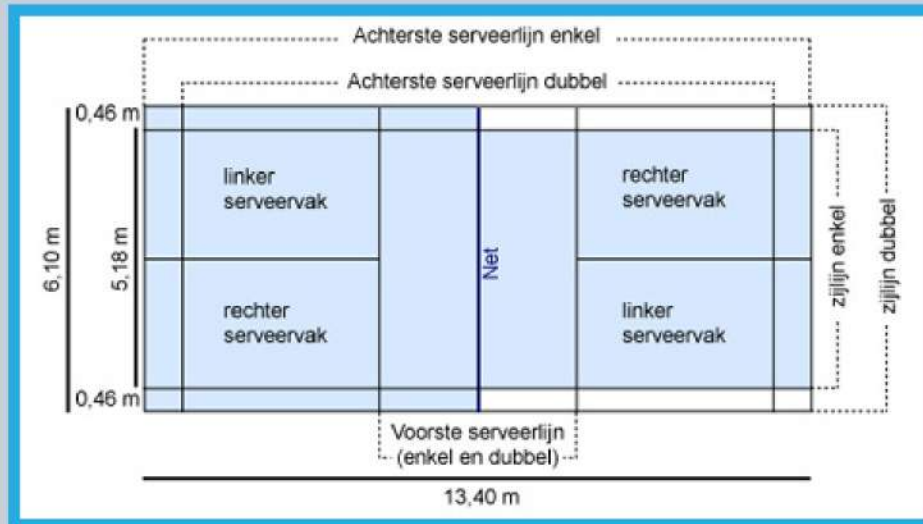 Achterste serveerlijn enkel
Achterste serveerlijn dubbel
0,46 m
linker
serveervak
rechter
serveervak
6,10 m
5,18 m
Net
zijlijn enkel
zijlijn dubbel
rechter
serveervak
linker
serveervak
0,46 m
Voorste serveerlijn
(enkel en dubbel)
13,40 m